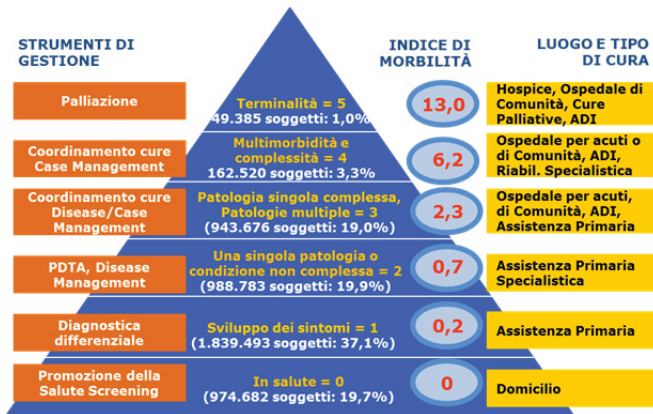 STRUMENTI DI
GESTIONE
INDICE DI
MORBILITÀ
LUOGO E TIPO
DI CURA
Palliazione
Terminalità = 5
49.385 soggetti: 1,0%
13,0
Hospice, Ospedale di
Comunità, Cure
Palliative, ADI
Coordinamento cure
Case Management
Multimorbidità e
complessità = 4
162.520 soggetti: 3,3%
6,2
Ospedale per acuti o
di Comunità, ADI,
Riabil. Specialistica
Coordinamento cure
Disease/Case
Management
Patologia singola complessa,
Patologie multiple = 3
(943.676 soggetti: 19,0%)
2,3
Ospedale per acuti,
di Comunità, ADI,
Assistenza Primaria
PDTA, Disease
Management
Una singola patologia o
condizione non complessa = 2
(988.783 soggetti: 19,9%)
0,7
Assistenza Primaria
Specialistica
Diagnostica
differenziale
Sviluppo dei sintomi = 1
(1.839.493 soggetti: 37,1%)
0,2
Assistenza Primaria
Promozione della
Salute Screening
In salute = 0
(974.682 soggetti: 19,7%)
0
Domicilio